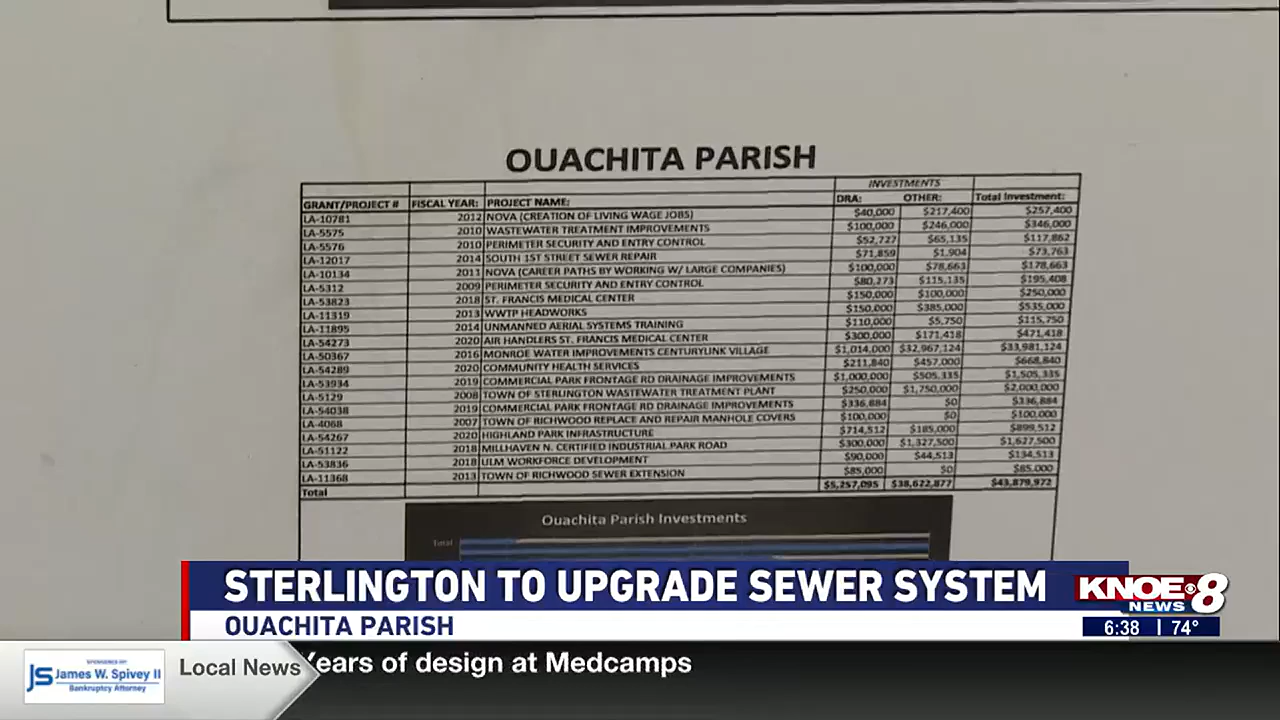 OUACHITA PARISH
INVESTMENTS
GRANT/PROJECT # FISCAL YEAR: PROJECT NAME: DRA: OTHER: Total Investment:
LA-10781 2012 NOVA (CREATION OF LIVING WAGE JOBS) $40,000 $217,400 $257,400
LA-5575 2010 WASTEWATER TREATMENT IMPROVEMENTS $100,000 $246,000 $346,000
LA-5576 2010 PERIMETER SECURITY AND ENTRY CONTROL $52,727 $65,135 $117,862
LA-12017 2014 SOUTH 1ST STREET SEWER REPAIR $71,859 $1,904 $73,763
LA-10134 2011 NOVA (CAREER PATHS BY WORKING W/ LARGE COMPANIES) $100,000 $78,663 $178,663
LA-5312 2009 PERIMETER SECURITY AND ENTRY CONTROL $80,273 $115,135 $195,408
LA-53823 2018 ST. FRANCIS MEDICAL CENTER $150,000 $100,000 $250,000
LA-11319 2013 WWTP HEADWORKS $150,000 $385,000 $535,000
LA-11895 2014 UNMANNED AERIAL SYSTEMS TRAINING $110,000 $5,750 $115,750
LA-54273 2020 AIR HANDLERS ST. FRANCIS MEDICAL CENTER $300,000 $171,418 $471,418
LA-50367 2016 MONROE WATER IMPROVEMENTS CENTURYLINK VILLAGE $1,014,000 $32,967,124 $33,981,124
LA-54289 2020 COMMUNITY HEALTH SERVICES $211,840 $457,000 $668,840
LA-53934 2019 COMMERCIAL PARK FRONTAGE RD DRAINAGE IMPROVEMENTS $1,000,000 $505,335 $1,505,335
LA-5129 2008 TOWN OF STERLINGTON WASTEWATER TREATMENT PLANT $250,000 $1,750,000 $2,000,000
LA-54038 2019 COMMERCIAL PARK FRONTAGE RD DRAINAGE IMPROVEMENTS $336,884 $0 $336,884
LA-4068 2007 TOWN OF RICHWOOD REPLACE AND REPAIR MANHOLE COVERS $100,000 $0 $100,000
LA-54267 2020 HIGHLAND PARK INFRASTRUCTURE $714,512 $185,000 $899,512
LA-51122 2018 MILLHAVEN N. CERTIFIED INDUSTRIAL PARK ROAD $300,000 $1,327,500 $1,627,500
LA-53836 2018 ULM WORKFORCE DEVELOPMENT $90,000 $44,513 $134,513
LA-11368 2013 TOWN OF RICHWOOD SEWER EXTENSION $85,000 $0 $85,000
Total $5,257,095 $38,622,877 $43,879,972
Ouachita Parish Investments
Total
STERLINGTON TO UPGRADE SEWER SYSTEM
OUACHITA PARISH
KNOE 8
NEWS
6:38 74°
SPONSORED BY:
JS James W. Spivey II
Bankruptcy Attorney
Local News
Years of design at Medcamps